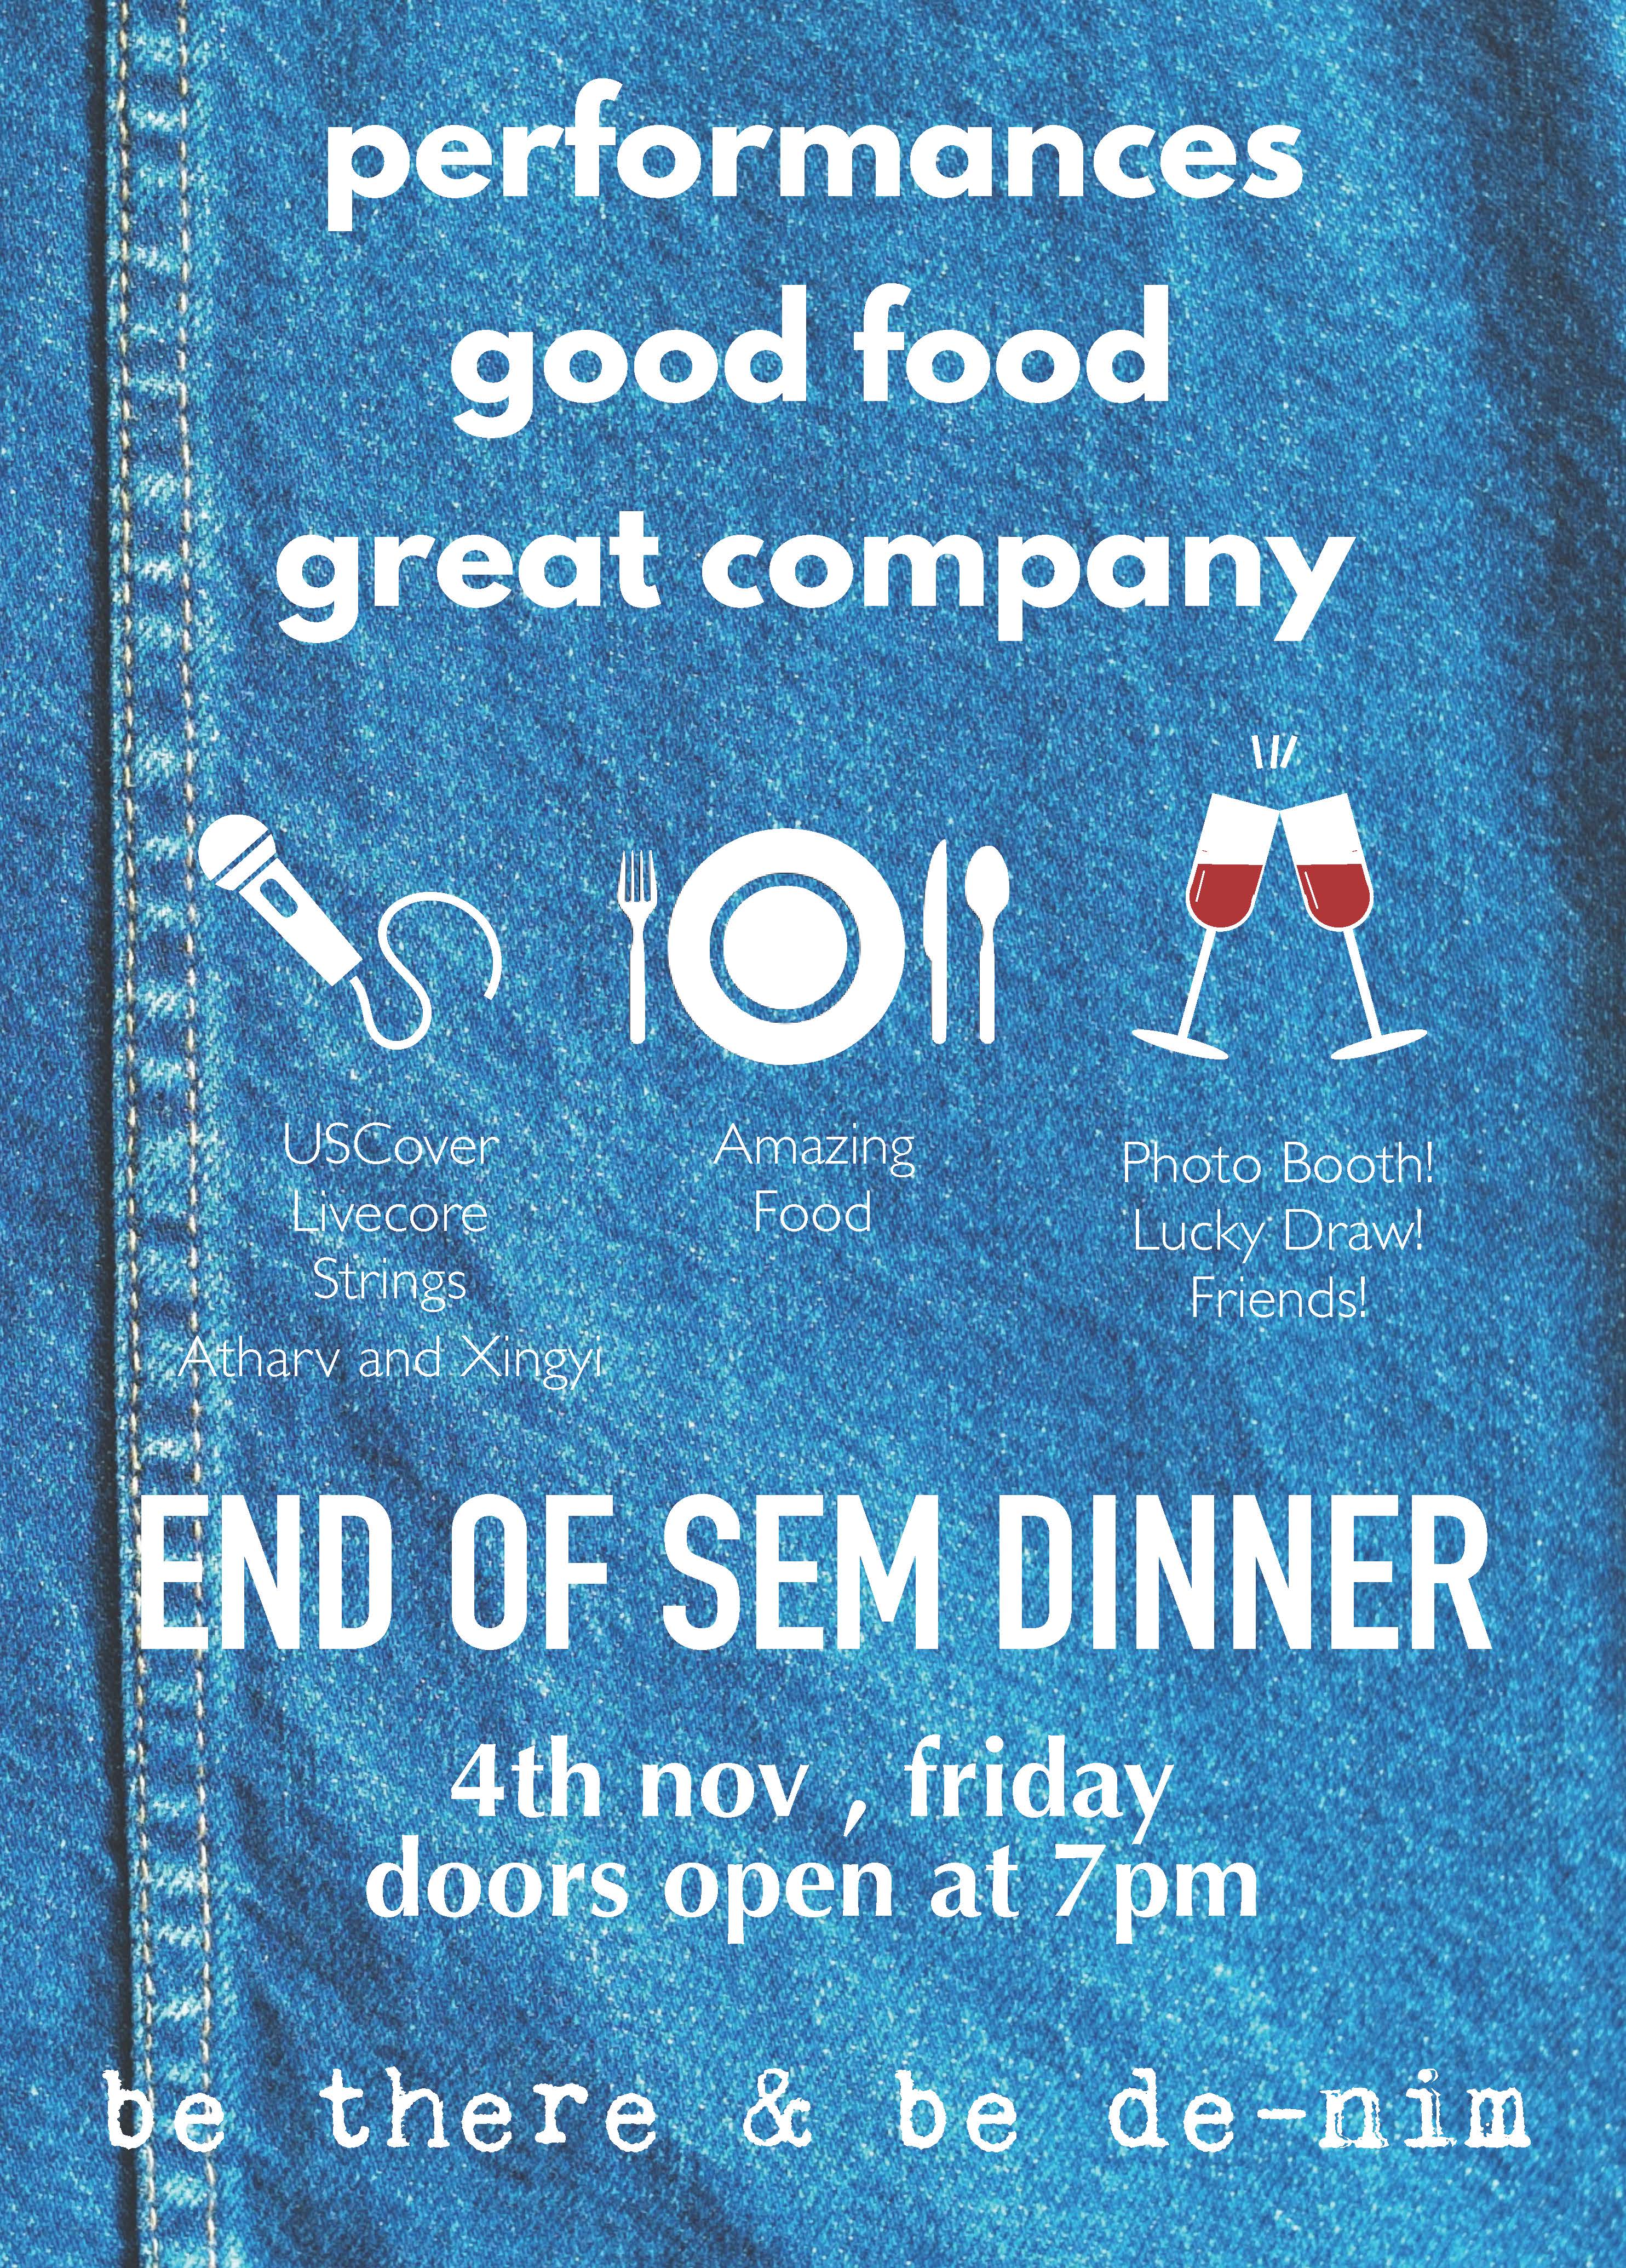 performances
good food
great company
USCover
Livecore
Strings
Atharv and Xingyi
Amazing
Food
Photo Booth!
Lucky Draw!
Friends!
END OF SEM DINNER
4th nov , friday
doors open at 7pm
be there & be de-nim